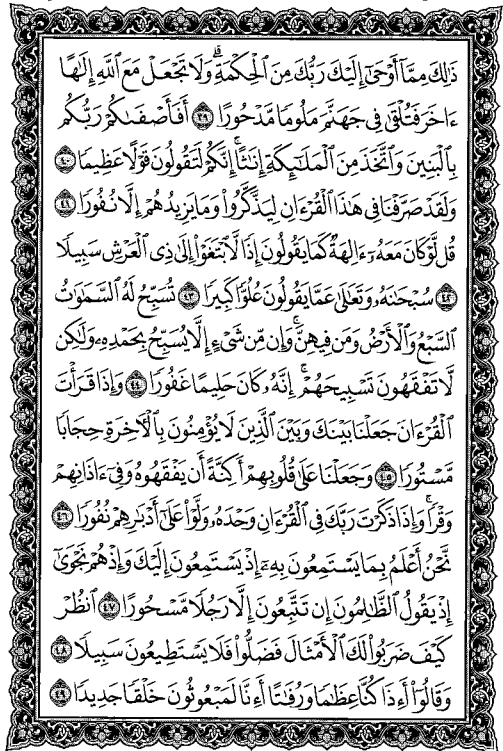 ذَٰلِكَ مِمَّآ أَوْحَىٰٓ إِلَيْكَ رَبُّكَ مِنَ ٱلْحِكْمَةِ ۗ وَلَا تَجْعَلْ مَعَ ٱللَّهِ إِلَٰهًا
ءَاخَرَ فَتُلْقَىٰ فِى جَهَنَّمَ مَلُومًا مَّدْحُورًا ٣٩ أَفَأَصْفَىٰكُمْ رَبُّكُم
بِٱلْبَنِينَ وَٱتَّخَذَ مِنَ ٱلْمَلَٰٓئِكَةِ إِنَٰثًا ۚ إِنَّكُمْ لَتَقُولُونَ قَوْلًا عَظِيمًا ٤٠
وَلَقَدْ صَرَّفْنَا فِى هَٰذَا ٱلْقُرْءَانِ لِيَذَّكَّرُوا۟ وَمَا يَزِيدُهُمْ إِلَّا نُفُورًا ٤١
قُل لَّوْ كَانَ مَعَهُۥٓ ءَالِهَةٌ كَمَا يَقُولُونَ إِذًا لَّٱبْتَغَوْا۟ إِلَىٰ ذِى ٱلْعَرْشِ سَبِيلًا
٤٢ سُبْحَٰنَهُۥ وَتَعَٰلَىٰ عَمَّا يَقُولُونَ عُلُوًّا كَبِيرًا ٤٣ تُسَبِّحُ لَهُ ٱلسَّمَٰوَٰتُ
ٱلسَّبْعُ وَٱلْأَرْضُ وَمَن فِيهِنَّ ۚ وَإِن مِّن شَىْءٍ إِلَّا يُسَبِّحُ بِحَمْدِهِۦ وَلَٰكِن
لَّا تَفْقَهُونَ تَسْبِيحَهُمْ ۗ إِنَّهُۥ كَانَ حَلِيمًا غَفُورًا ٤٤ وَإِذَا قَرَأْتَ
ٱلْقُرْءَانَ جَعَلْنَا بَيْنَكَ وَبَيْنَ ٱلَّذِينَ لَا يُؤْمِنُونَ بِٱلْءَاخِرَةِ حِجَابًا
مَّسْتُورًا ٤٥ وَجَعَلْنَا عَلَىٰ قُلُوبِهِمْ أَكِنَّةً أَن يَفْقَهُوهُ وَفِىٓ ءَاذَانِهِمْ
وَقْرًا ۚ وَإِذَا ذَكَرْتَ رَبَّكَ فِى ٱلْقُرْءَانِ وَحْدَهُۥ وَلَّوْا۟ عَلَىٰٓ أَدْبَٰرِهِمْ نُفُورًا ٤٦
نَّحْنُ أَعْلَمُ بِمَا يَسْتَمِعُونَ بِهِۦٓ إِذْ يَسْتَمِعُونَ إِلَيْكَ وَإِذْ هُمْ نَجْوَىٰٓ
إِذْ يَقُولُ ٱلظَّٰلِمُونَ إِن تَتَّبِعُونَ إِلَّا رَجُلًا مَّسْحُورًا ٤٧ ٱنظُرْ
كَيْفَ ضَرَبُوا۟ لَكَ ٱلْأَمْثَالَ فَضَلُّوا۟ فَلَا يَسْتَطِيعُونَ سَبِيلًا ٤٨
وَقَالُوٓا۟ أَءِذَا كُنَّا عِظَٰمًا وَرُفَٰتًا أَءِنَّا لَمَبْعُوثُونَ خَلْقًا جَدِيدًا ٤٩